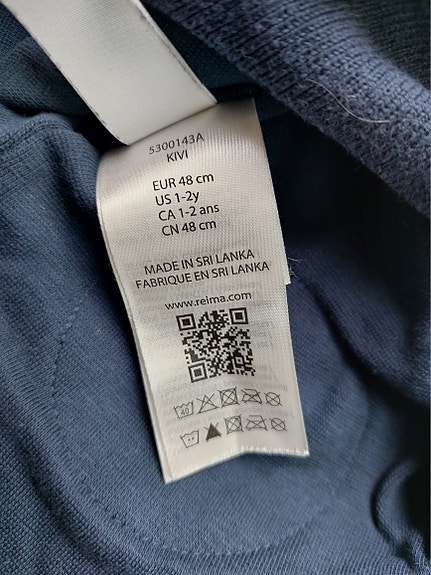 5300143A
KIVI
EUR 48 cm
US 1-2y
CA 1-2 ans
CN 48 cm
MADE IN SRI LANKA
FABRIQUE EN SRI LANKA
www.reima.com
40